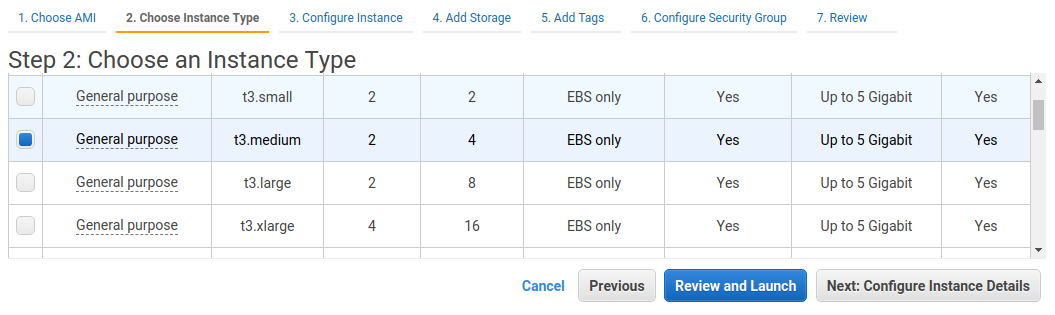 1. Choose AMI 2. Choose Instance Type 3. Configure Instance 4. Add Storage 5. Add Tags 6. Configure Security Group 7. Review
Step 2: Choose an Instance Type
General purpose t3.small 2 2 EBS only Yes Up to 5 Gigabit Yes
General purpose t3.medium 2 4 EBS only Yes Up to 5 Gigabit Yes
General purpose t3.large 2 8 EBS only Yes Up to 5 Gigabit Yes
General purpose t3.xlarge 4 16 EBS only Yes Up to 5 Gigabit Yes
Cancel Previous Review and Launch Next: Configure Instance Details